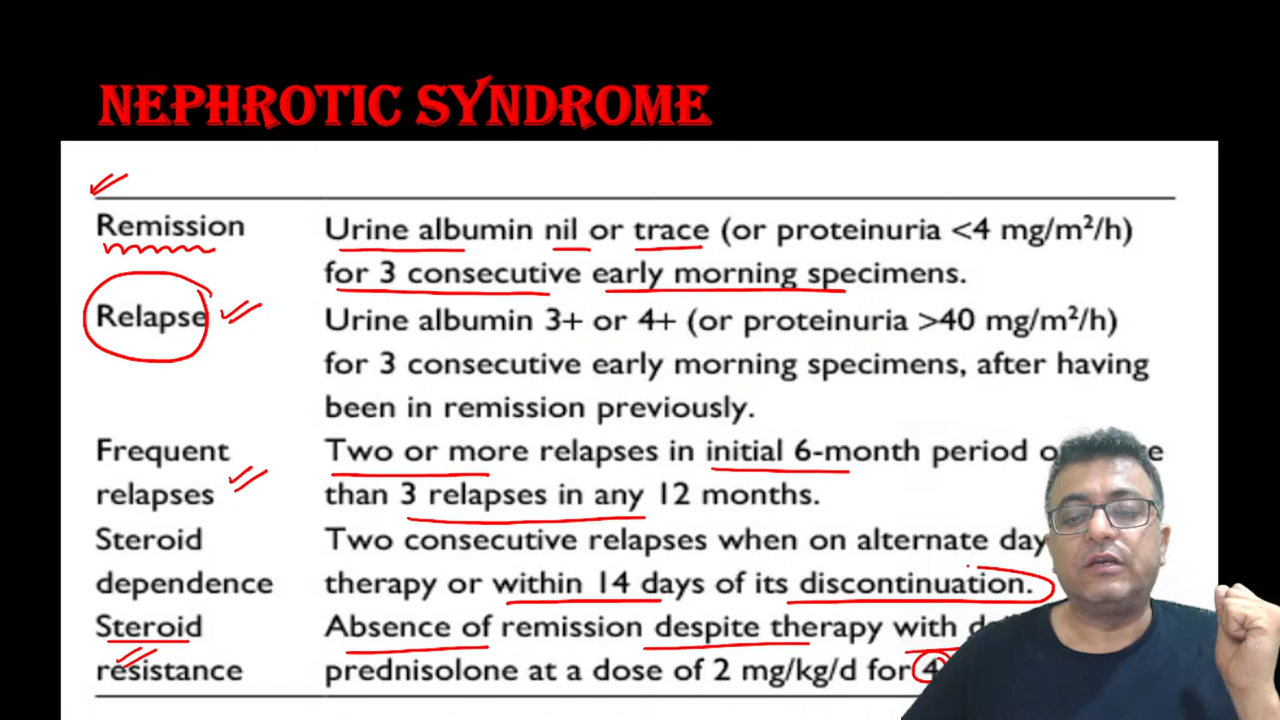 NEPHROTIC SYNDROME
Remission Urine albumin nil or trace (or proteinuria <4 mg/m²/h)
for 3 consecutive early morning specimens.
Relapse Urine albumin 3+ or 4+ (or proteinuria >40 mg/m²/h)
for 3 consecutive early morning specimens, after having
been in remission previously.
Frequent Two or more relapses in initial 6-month period
relapses than 3 relapses in any 12 months.
Steroid Two consecutive relapses when on alternate day
dependence therapy or within 14 days of its discontinuation.
Steroid Absence of remission despite therapy with
resistance prednisolone at a dose of 2 mg/kg/d for 4